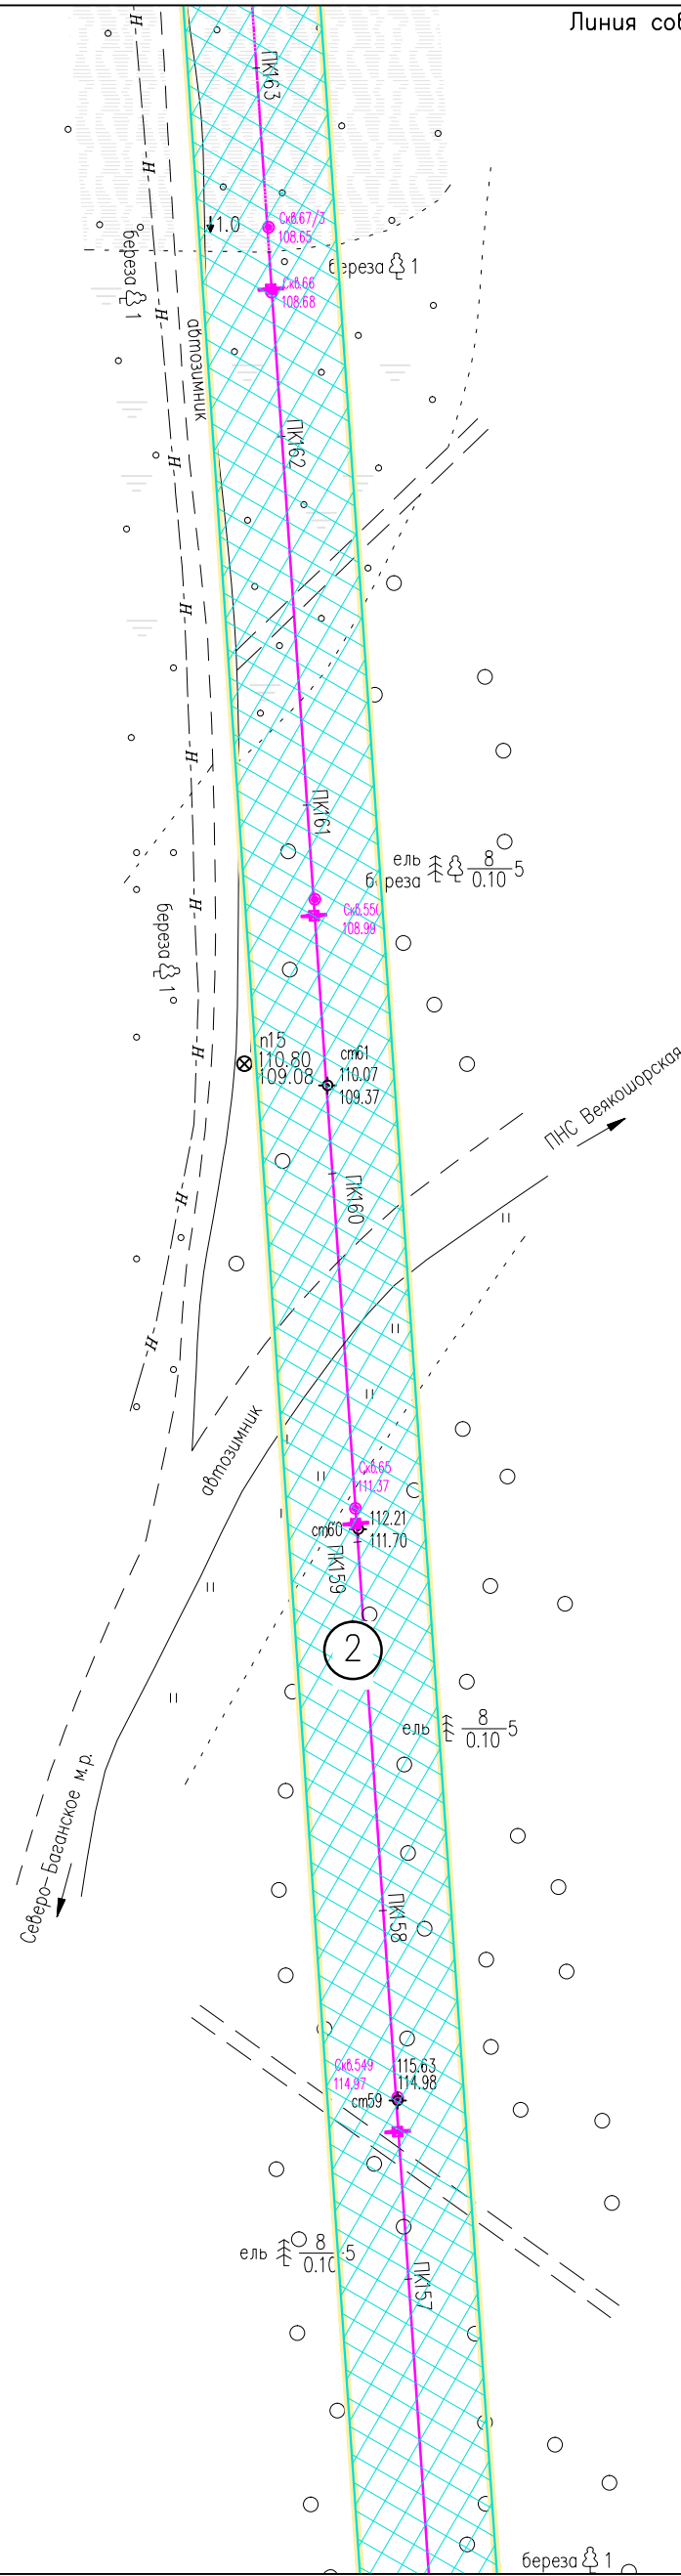 Линия соб
Н
ПК163
Скв.67/3
108.65
1.0
береза 1
береза 1
Скв.66
108.68
Н
Н
автозимник
ПК162
Н
Н
Н
ПК161
ель
береза
8
0.10
5
Скв.550
108.99
Н
береза 1
п15
110.80
109.08
ст61
110.07
109.37
Н
ПНС Веякошорская
ПК160
Н
Н
автозимник
Скв.65
111.37
ст60
112.21
111.70
ПК159
2
ель
8
0.10
5
Северо-Баганское м.р.
ПК158
Скв.549
114.97
115.63
114.98
ст59
ель
8
0.10
5
ПК157
береза 1